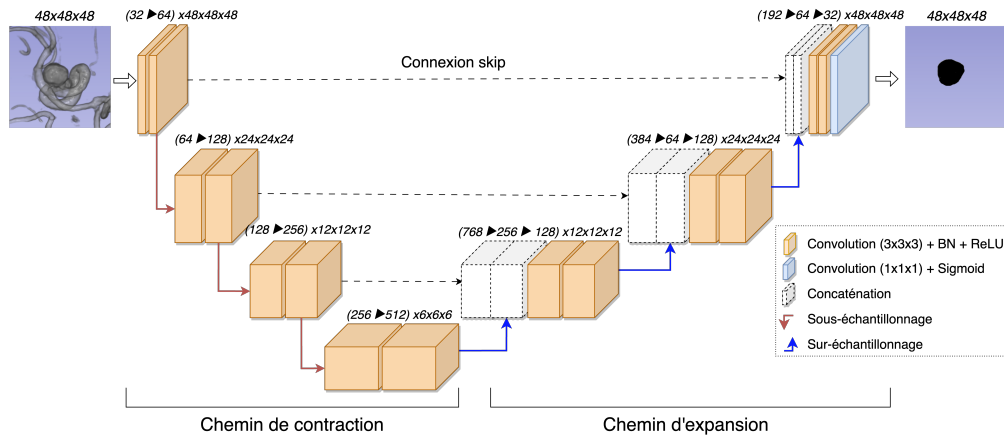 48x48x48
(32 ▶64) x48x48x48
(192 ▶64 ▶32) x48x48x48
48x48x48
Connexion skip
(64 ▶128) x24x24x24
(384 ▶64 ▶128) x24x24x24
(128 ▶256) x12x12x12
(768 ▶256 ▶ 128) x12x12x12
(256 ▶512) x6x6x6
Convolution (3x3x3) + BN + ReLU
Convolution (1x1x1) + Sigmoid
Concaténation
Sous-échantillonnage
Sur-échantillonnage
Chemin de contraction
Chemin d'expansion